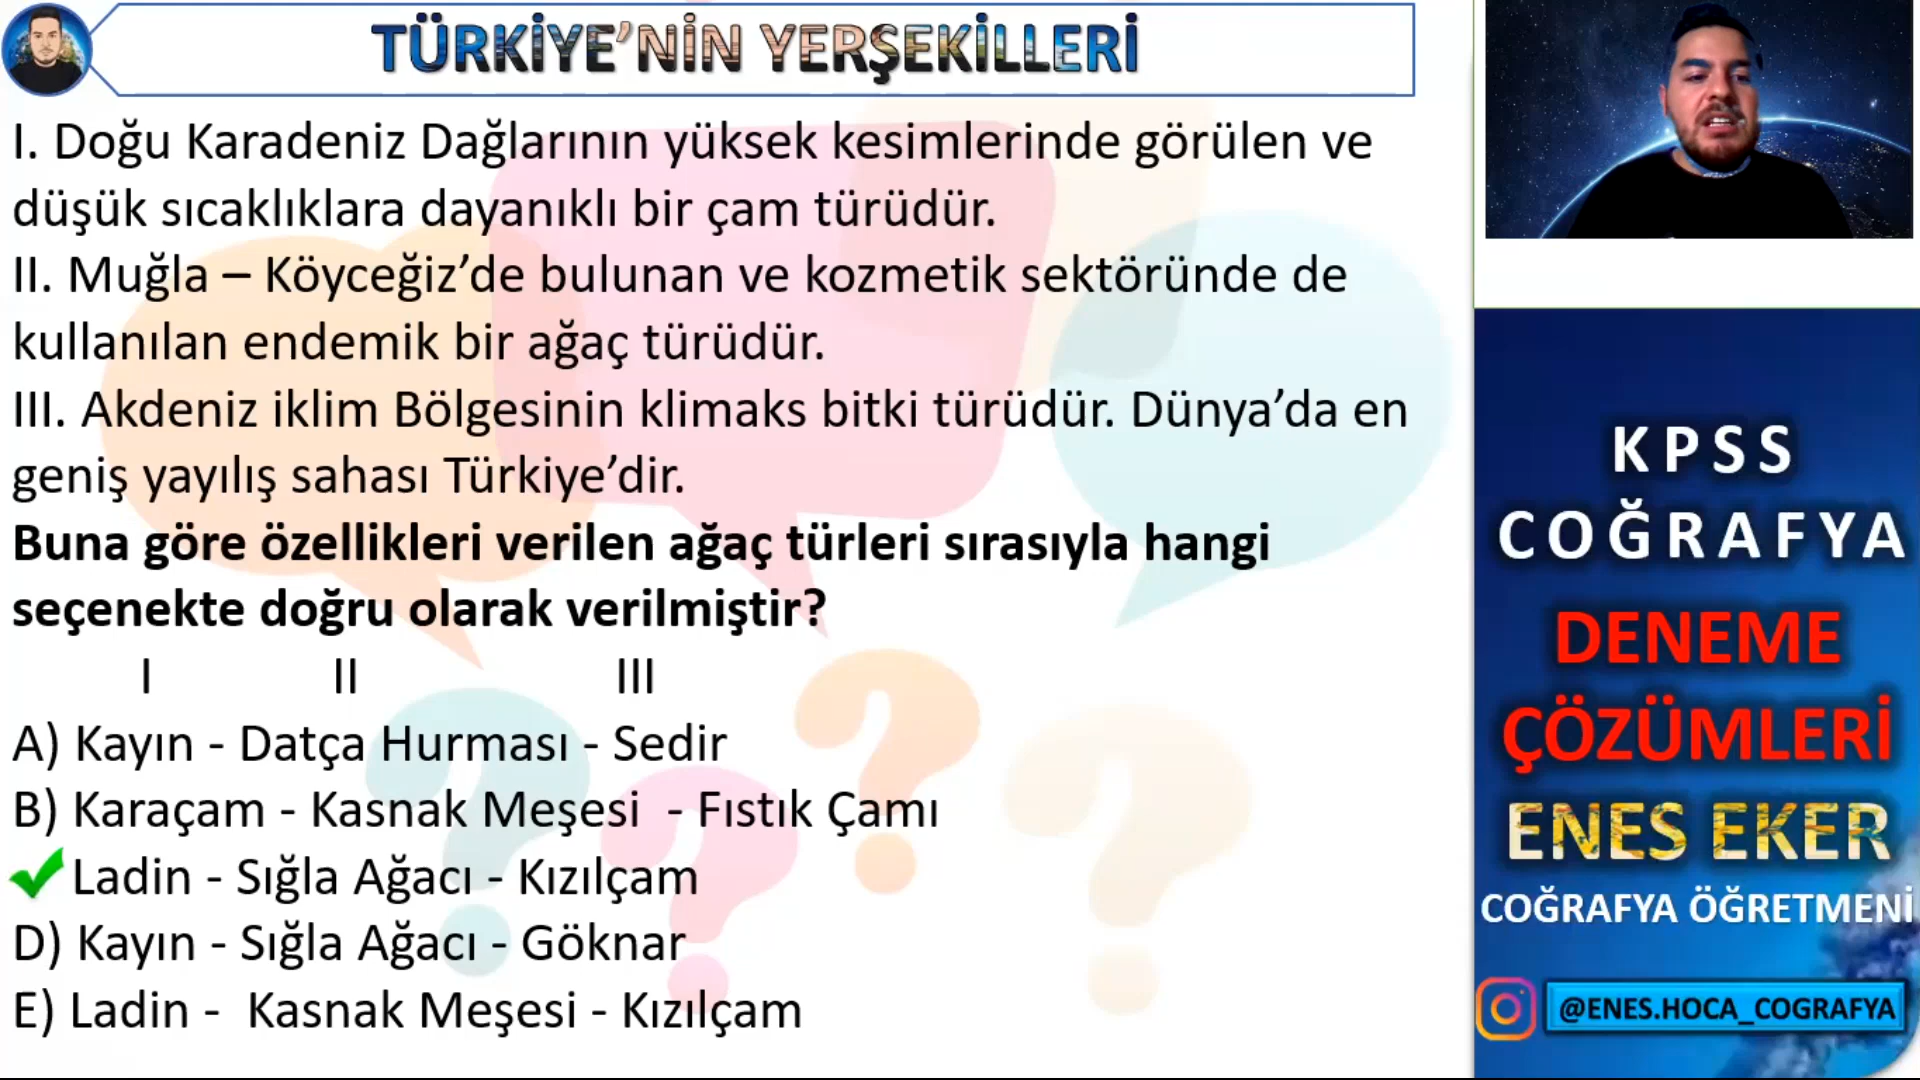 TÜRKİYE’NİN YERŞEKİLLERİ
I. Doğu Karadeniz Dağlarının yüksek kesimlerinde görülen ve
düşük sıcaklıklara dayanıklı bir çam türüdür.
II. Muğla – Köyceğiz’de bulunan ve kozmetik sektöründe de
kullanılan endemik bir ağaç türüdür.
III. Akdeniz iklim Bölgesinin klimaks bitki türüdür. Dünya’da en
geniş yayılış sahası Türkiye’dir.
Buna göre özellikleri verilen ağaç türleri sırasıyla hangi
seçenekte doğru olarak verilmiştir?
I II III
A) Kayın - Datça Hurması - Sedir
B) Karaçam - Kasnak Meşesi - Fıstık Çamı
Ladin - Sığla Ağacı - Kızılçam
D) Kayın - Sığla Ağacı - Göknar
E) Ladin - Kasnak Meşesi - Kızılçam
KPSS
COĞRAFYA
DENEME
ÇÖZÜMLERİ
ENES EKER
COĞRAFYA ÖĞRETMENİ
@ENES.HOCA_COGRAFYA